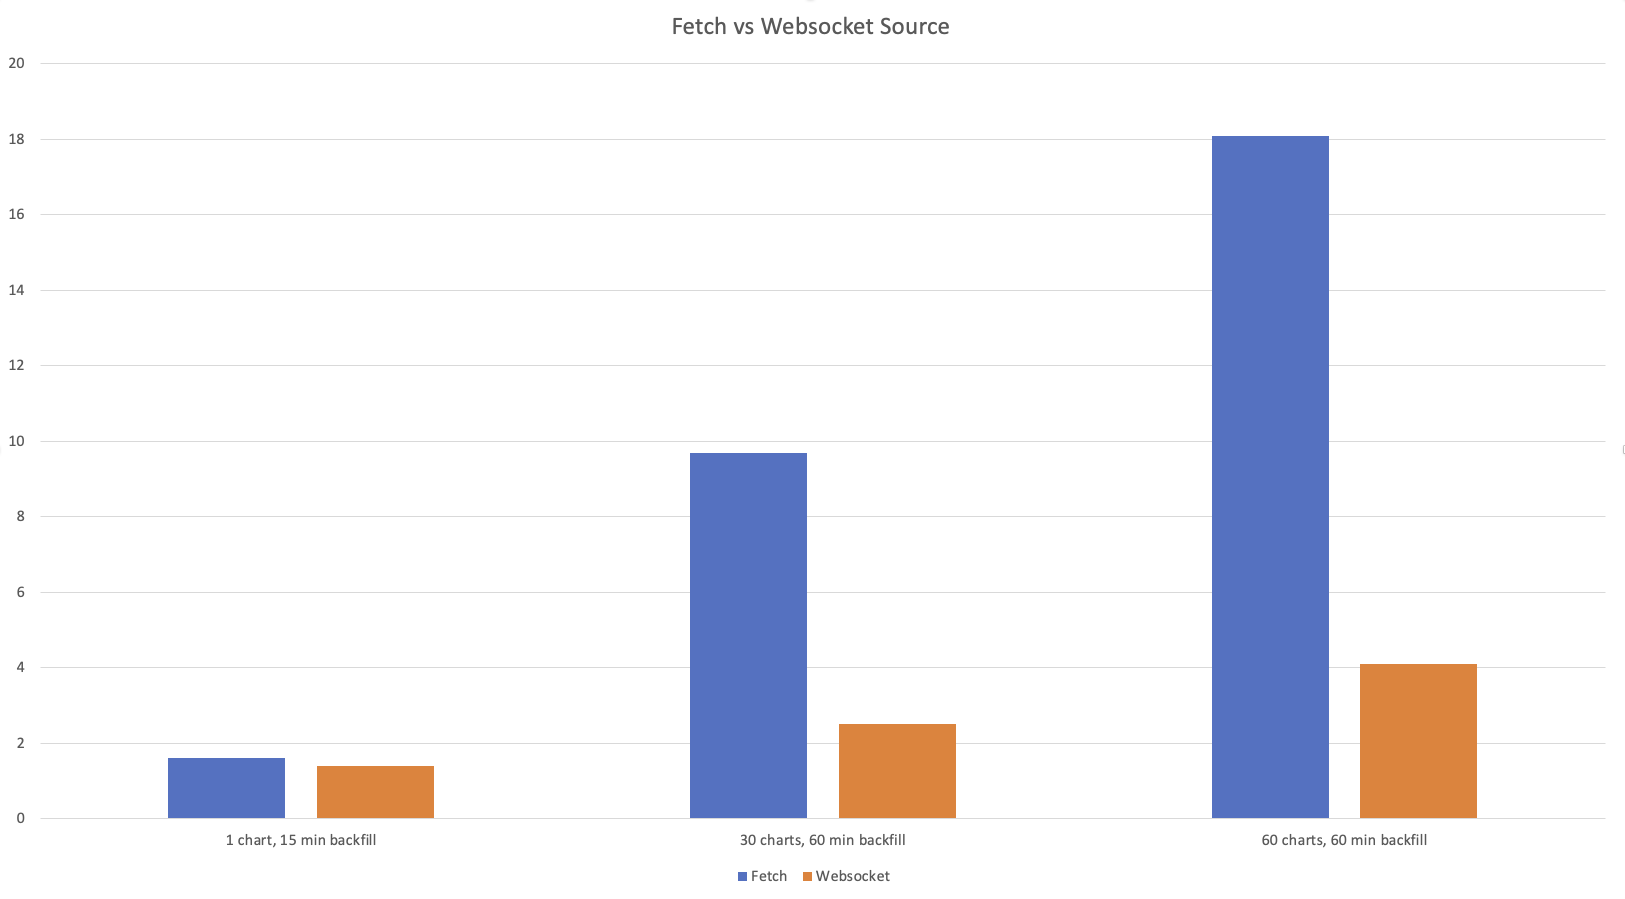 Fetch vs Websocket Source
20
18
16
14
12
10
8
6
4
2
0
1 chart, 15 min backfill
30 charts, 60 min backfill
60 charts, 60 min backfill
Fetch Websocket